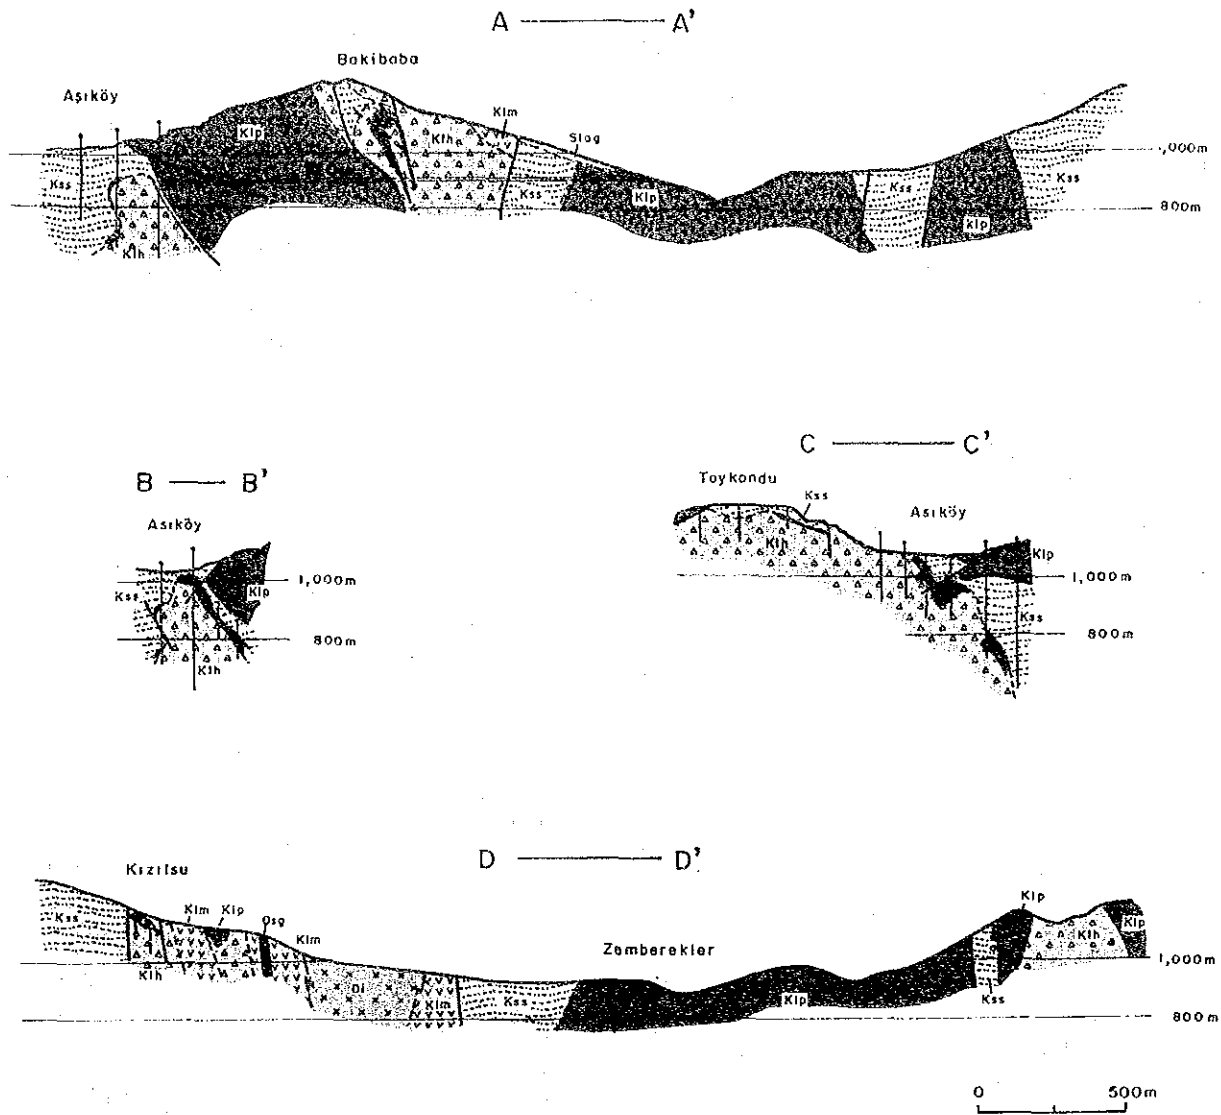 A A'
Bakibaba
Aşıköy
Klp
Klm
Klh
Slag
1,000m
Kss
Kss
Kss
Kss
Klp
800m
Klp
Klh
C C'
Toykondu
B B'
Kss
Asıköy
Asıköy
Klh
Klp
1,000m
1,000m
Kss
Klp
Kss
800m
800m
Klh
D D'
Kızılsu
Klp
Klm
Klp
Osg
Kss
Klm
Klp
Klh
Zemberekler
1,000m
Klh
Di
Klm
Kss
Klp
Kss
800m
0 500m